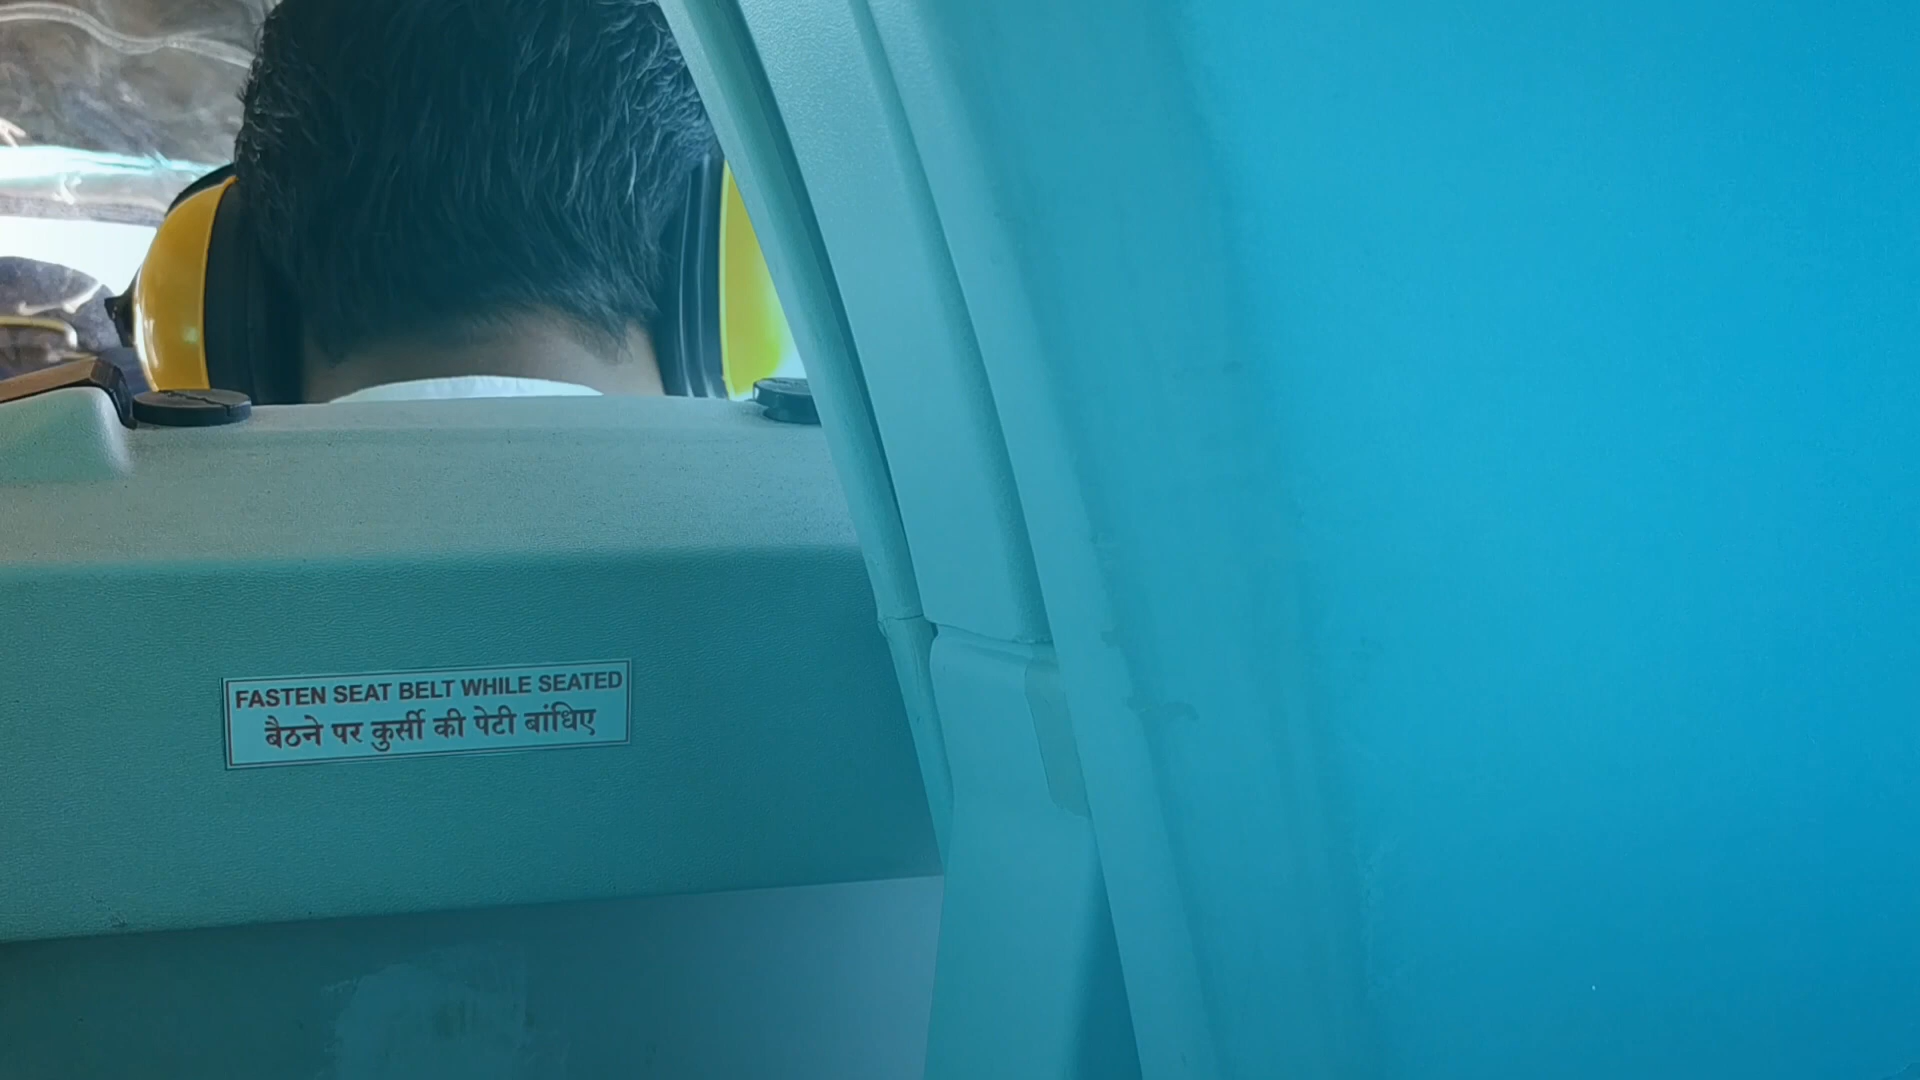 FASTEN SEAT BELT WHILE SEATED
बैठने पर कुर्सी की पेटी बांधिए